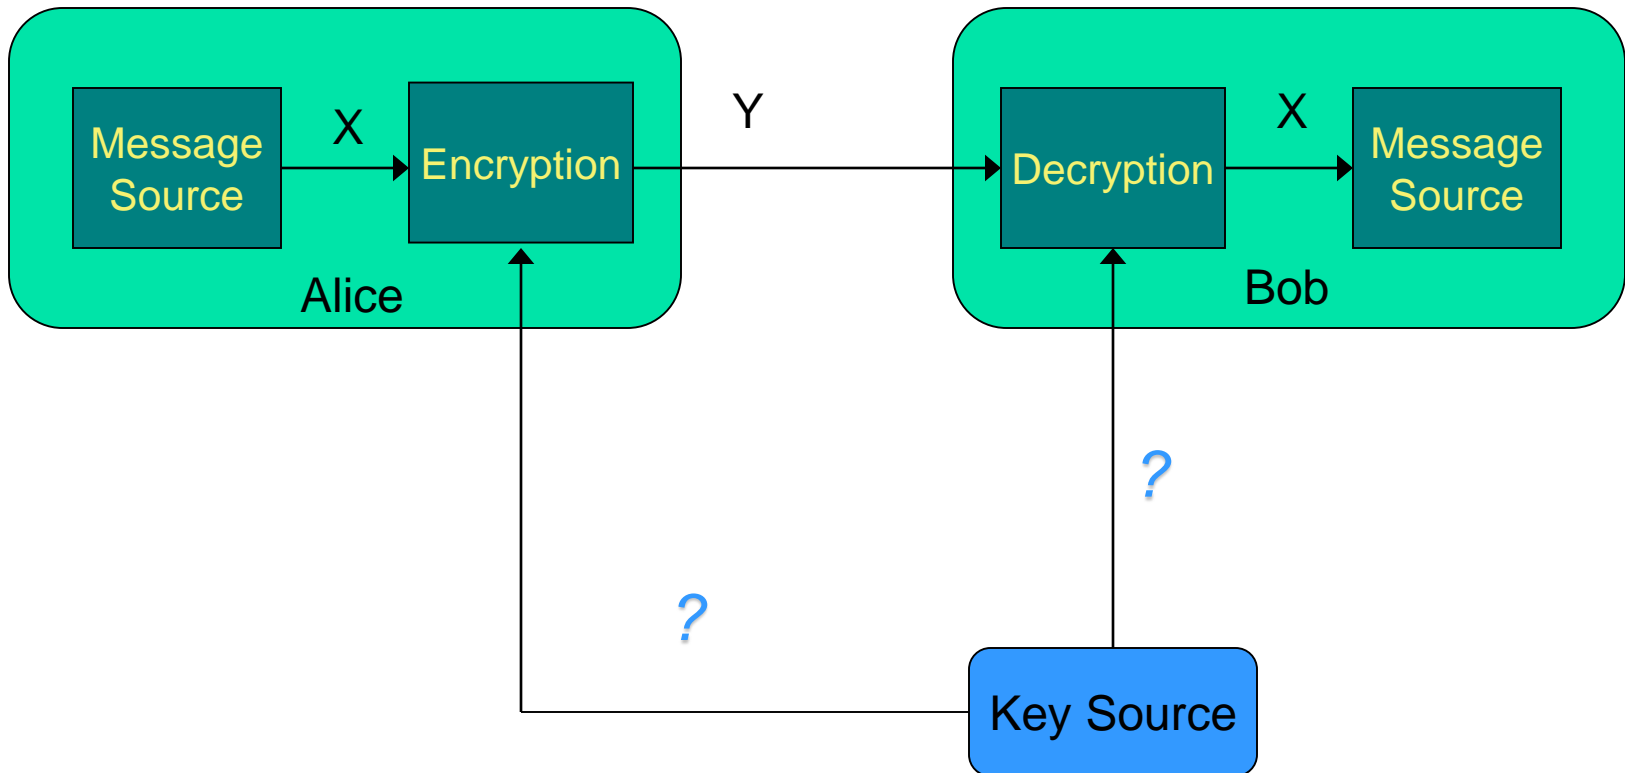 Message
Source
X
Encryption
Y
Decryption
X
Message
Source
Alice
Bob
?
?
Key Source